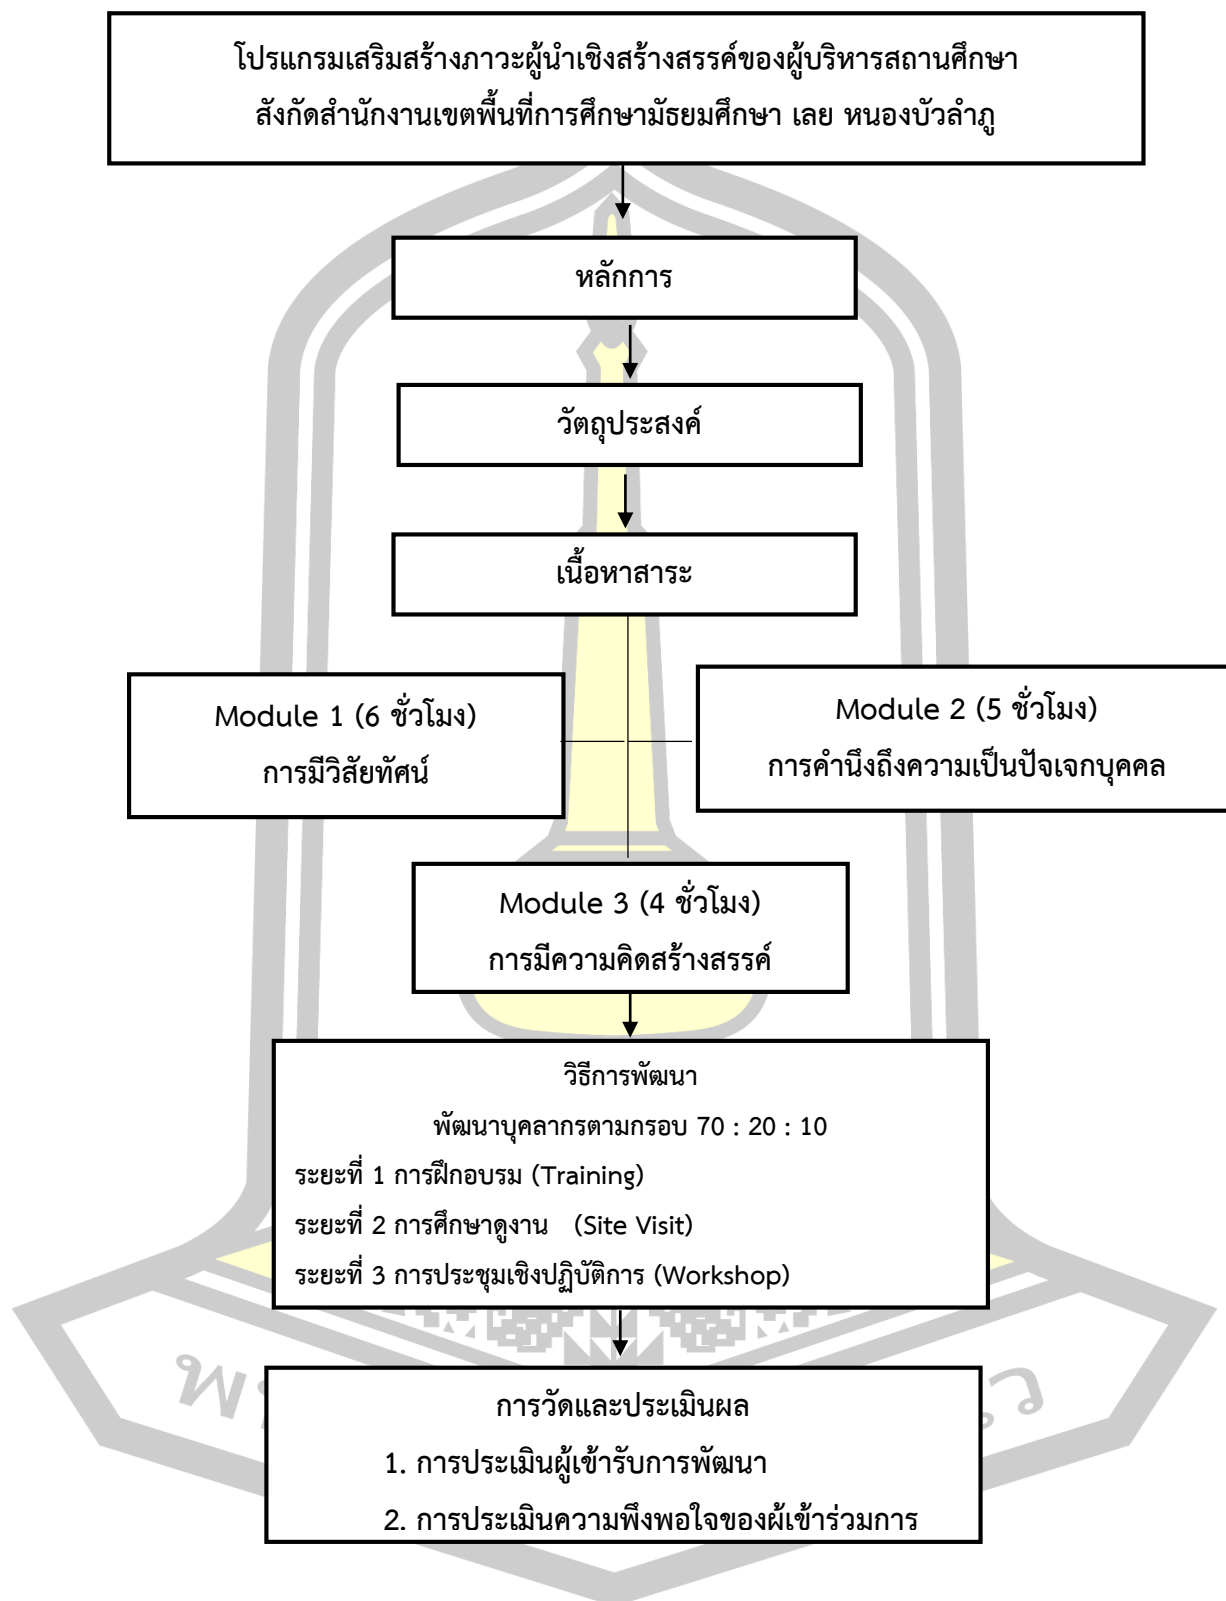 โปรแกรมเสริมสร้างภาวะผู้นำเชิงสร้างสรรค์ของผู้บริหารสถานศึกษา
สังกัดสำนักงานเขตพื้นที่การศึกษามัธยมศึกษา เลย หนองบัวลำภู
หลักการ
วัตถุประสงค์
เนื้อหาสาระ
Module 1 (6 ชั่วโมง)
การมีวิสัยทัศน์
Module 2 (5 ชั่วโมง)
การคำนึงถึงความเป็นปัจเจกบุคคล
Module 3 (4 ชั่วโมง)
การมีความคิดสร้างสรรค์
วิธีการพัฒนา
พัฒนาบุคลากรตามกรอบ 70 : 20 : 10
ระยะที่ 1 การฝึกอบรม (Training)
ระยะที่ 2 การศึกษาดูงาน (Site Visit)
ระยะที่ 3 การประชุมเชิงปฏิบัติการ (Workshop)
การวัดและประเมินผล
1. การประเมินผู้เข้ารับการพัฒนา
2. การประเมินความพึงพอใจของผู้เข้าร่วมการ